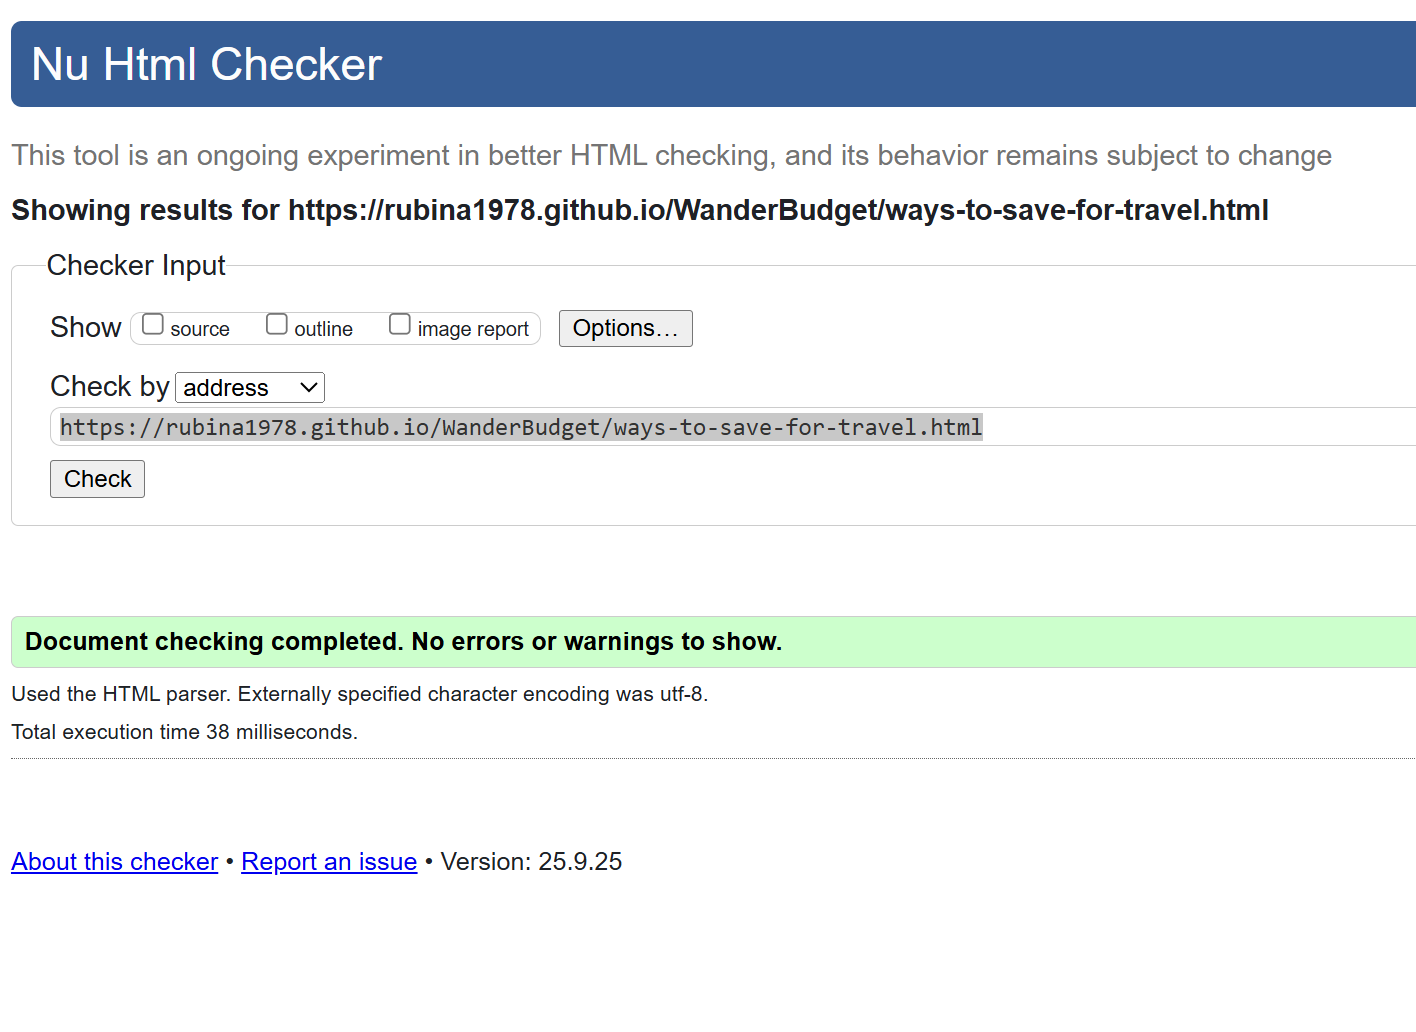 Nu Html Checker
This tool is an ongoing experiment in better HTML checking, and its behavior remains subject to change
Showing results for https://rubina1978.github.io/WanderBudget/ways-to-save-for-travel.html
Checker Input
Show source outline image report Options…
Check by address
https://rubina1978.github.io/WanderBudget/ways-to-save-for-travel.html
Check
Document checking completed. No errors or warnings to show.
Used the HTML parser. Externally specified character encoding was utf-8.
Total execution time 38 milliseconds.
About this checker • Report an issue • Version: 25.9.25